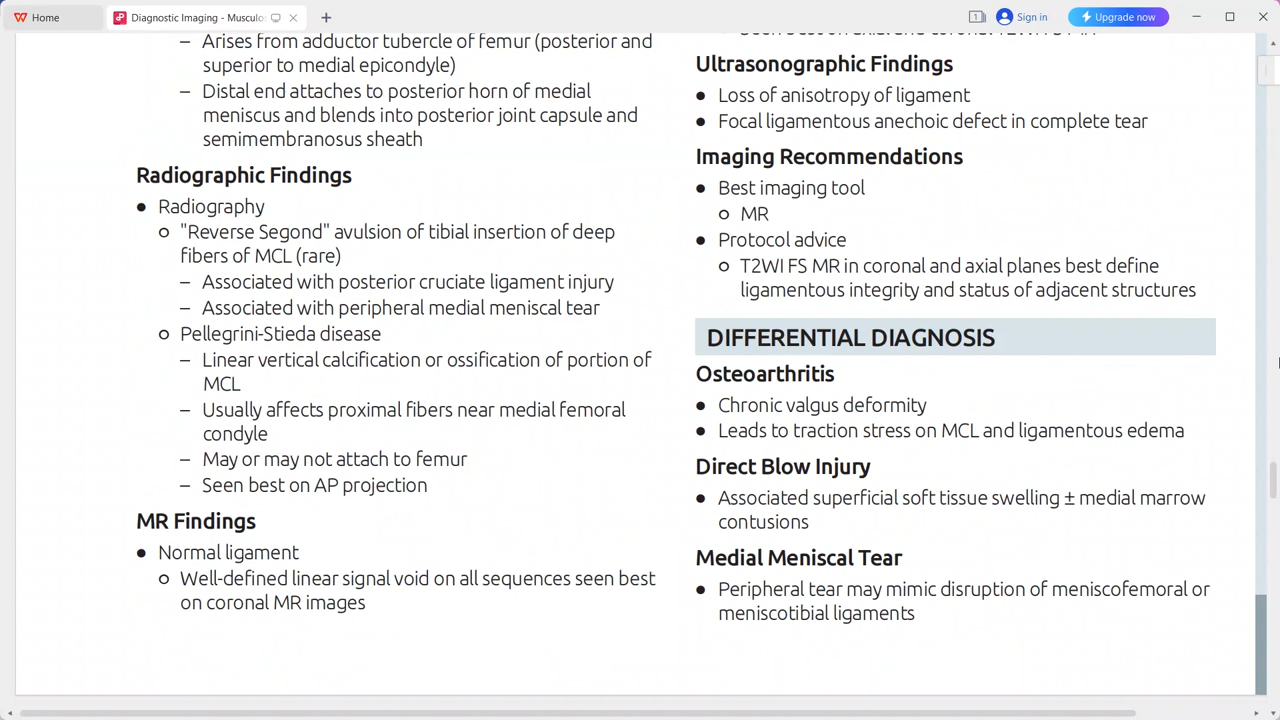 Home
Diagnostic Imaging - Musculos
1
Sign in
Upgrade now
– Arises from adductor tubercle of femur (posterior and
superior to medial epicondyle)
– Distal end attaches to posterior horn of medial
meniscus and blends into posterior joint capsule and
semimembranosus sheath
Radiographic Findings
● Radiography
○ "Reverse Segond" avulsion of tibial insertion of deep
fibers of MCL (rare)
– Associated with posterior cruciate ligament injury
– Associated with peripheral medial meniscal tear
○ Pellegrini-Stieda disease
– Linear vertical calcification or ossification of portion of
MCL
– Usually affects proximal fibers near medial femoral
condyle
– May or may not attach to femur
– Seen best on AP projection
MR Findings
● Normal ligament
○ Well-defined linear signal void on all sequences seen best
on coronal MR images
Ultrasonographic Findings
● Loss of anisotropy of ligament
● Focal ligamentous anechoic defect in complete tear
Imaging Recommendations
● Best imaging tool
○ MR
● Protocol advice
○ T2WI FS MR in coronal and axial planes best define
ligamentous integrity and status of adjacent structures
DIFFERENTIAL DIAGNOSIS
Osteoarthritis
● Chronic valgus deformity
● Leads to traction stress on MCL and ligamentous edema
Direct Blow Injury
● Associated superficial soft tissue swelling ± medial marrow
contusions
Medial Meniscal Tear
● Peripheral tear may mimic disruption of meniscofemoral or
meniscotibial ligaments